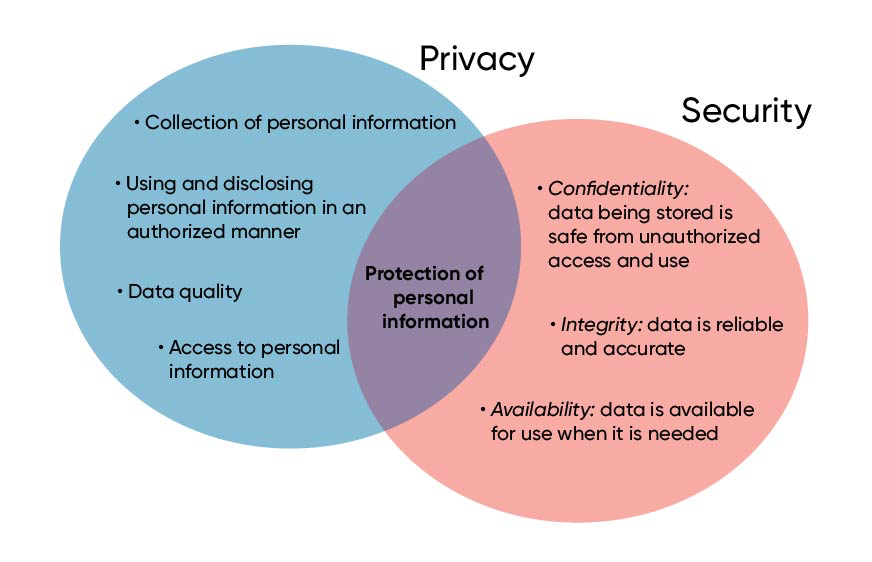 Privacy
Security
• Collection of personal information
• Using and disclosing
personal information in an
authorized manner
• Data quality
• Access to personal
information
Protection of
personal
information
• Confidentiality:
data being stored is
safe from unauthorized
access and use
• Integrity: data is reliable
and accurate
• Availability: data is available
for use when it is needed